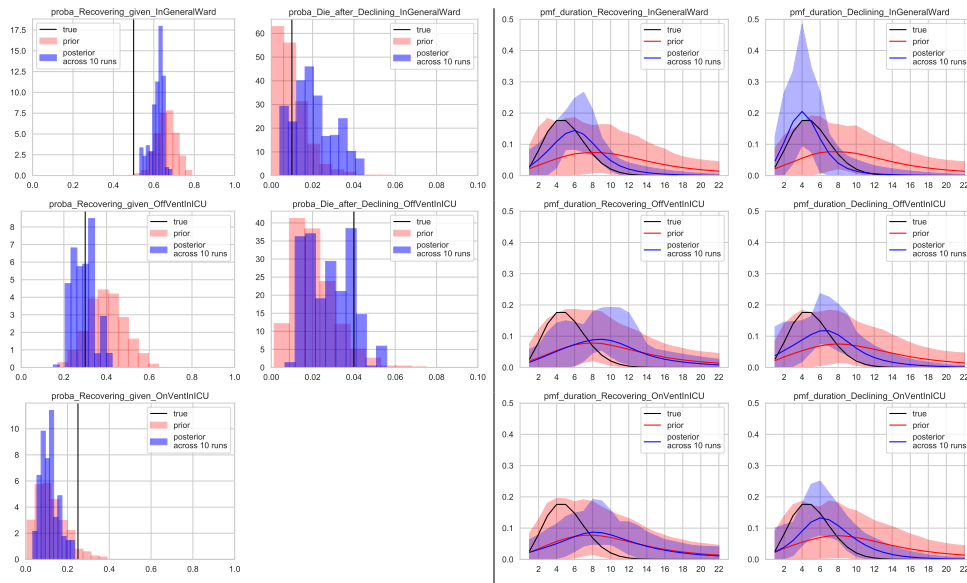 proba_Recovering_given_InGeneralWard
17.5
15.0
12.5
10.0
7.5
5.0
2.5
0.0
true
prior
posterior
across 10 runs
0.0 0.2 0.4 0.6 0.8 1.0
proba_Die_after_Declining_InGeneralWard
60
50
40
30
20
10
0
true
prior
posterior
across 10 runs
0.00 0.02 0.04 0.06 0.08 0.10
pmf_duration_Recovering_InGeneralWard
0.5
0.4
0.3
0.2
0.1
0.0
true
prior
posterior
across 10 runs
2 4 6 8 10 12 14 16 18 20 22
pmf_duration_Declining_InGeneralWard
0.5
0.4
0.3
0.2
0.1
0.0
true
prior
posterior
across 10 runs
2 4 6 8 10 12 14 16 18 20 22
proba_Recovering_given_OffVentInICU
8
7
6
5
4
3
2
1
0
true
prior
posterior
across 10 runs
0.0 0.2 0.4 0.6 0.8 1.0
proba_Die_after_Declining_OffVentInICU
40
35
30
25
20
15
10
5
0
true
prior
posterior
across 10 runs
0.00 0.02 0.04 0.06 0.08 0.10
pmf_duration_Recovering_OffVentInICU
0.5
0.4
0.3
0.2
0.1
0.0
true
prior
posterior
across 10 runs
2 4 6 8 10 12 14 16 18 20 22
pmf_duration_Declining_OffVentInICU
0.5
0.4
0.3
0.2
0.1
0.0
true
prior
posterior
across 10 runs
2 4 6 8 10 12 14 16 18 20 22
proba_Recovering_given_OnVentInICU
10
8
6
4
2
0
true
prior
posterior
across 10 runs
0.0 0.2 0.4 0.6 0.8 1.0
pmf_duration_Recovering_OnVentInICU
0.5
0.4
0.3
0.2
0.1
0.0
true
prior
posterior
across 10 runs
2 4 6 8 10 12 14 16 18 20 22
pmf_duration_Declining_OnVentInICU
0.5
0.4
0.3
0.2
0.1
0.0
true
prior
posterior
across 10 runs
2 4 6 8 10 12 14 16 18 20 22